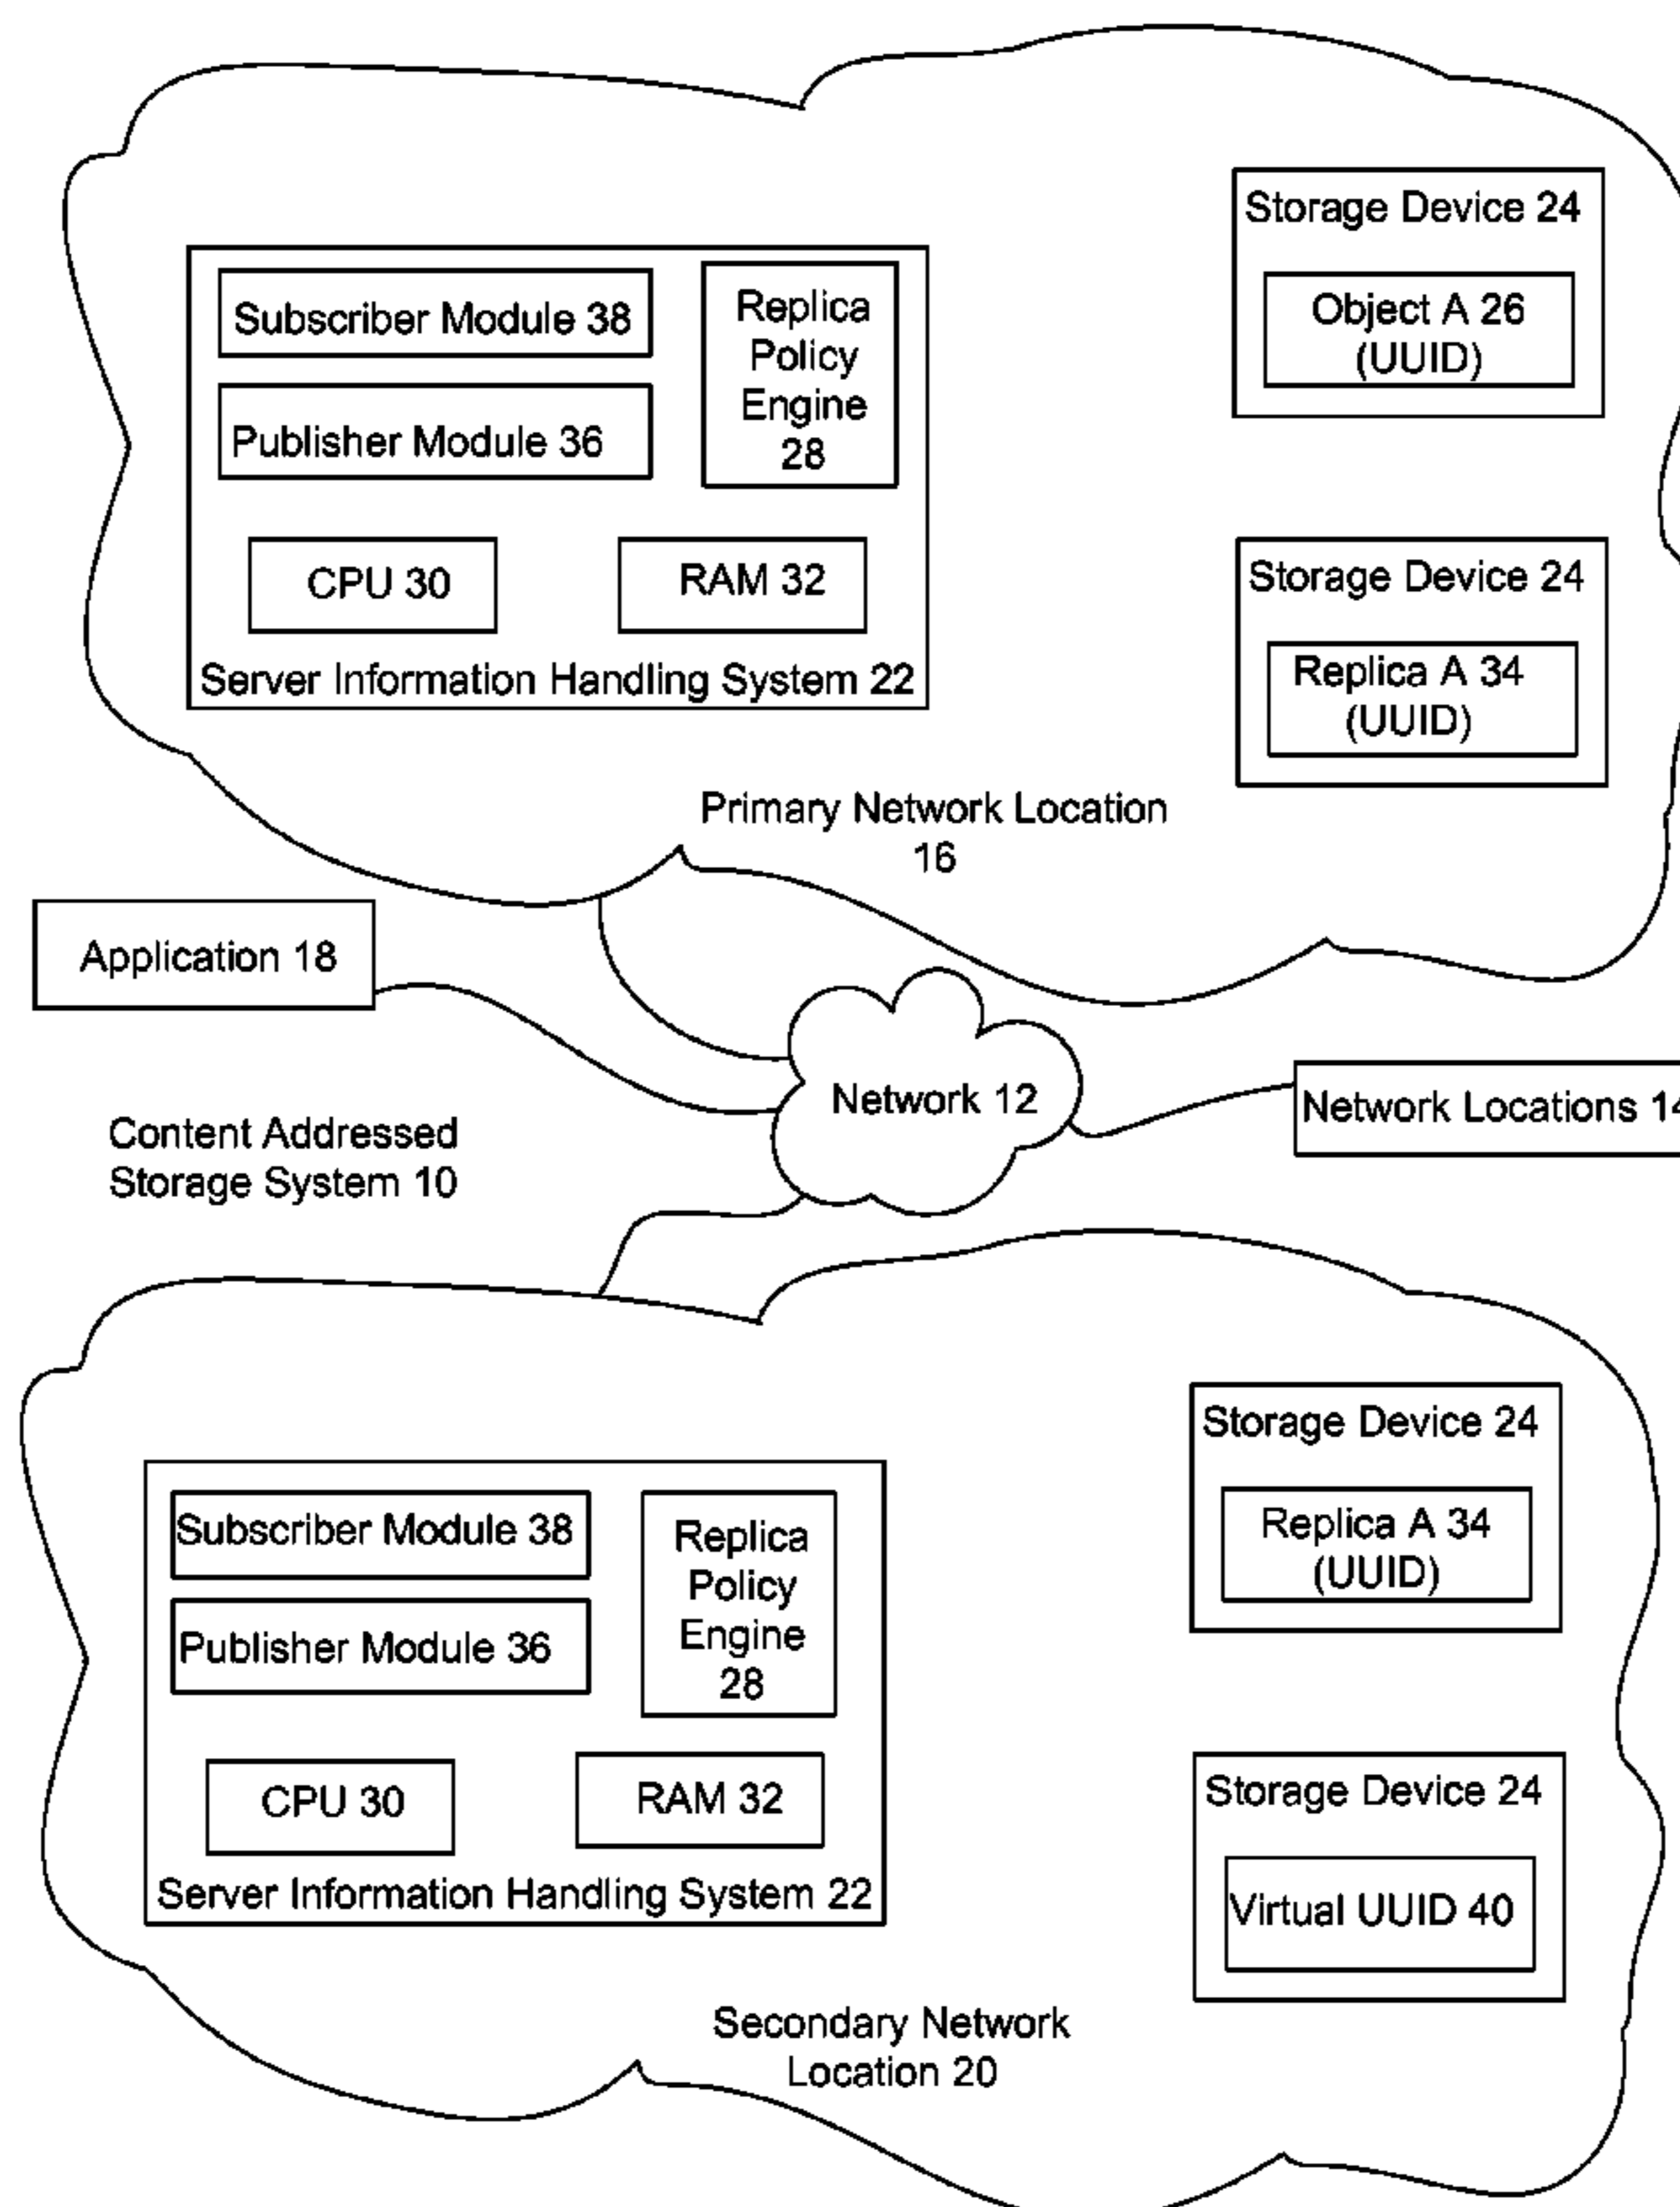 Storage Device 24
Object A 26
(UUID)
Subscriber Module 38
Publisher Module 36
Replica
Policy
Engine
28
CPU 30
RAM 32
Server Information Handling System 22
Storage Device 24
Replica A 34
(UUID)
Primary Network Location
16
Application 18
Network 12
Network Locations 14
Content Addressed
Storage System 10
Storage Device 24
Replica A 34
(UUID)
Subscriber Module 38
Publisher Module 36
Replica
Policy
Engine
28
CPU 30
RAM 32
Server Information Handling System 22
Storage Device 24
Virtual UUID 40
Secondary Network
Location 20